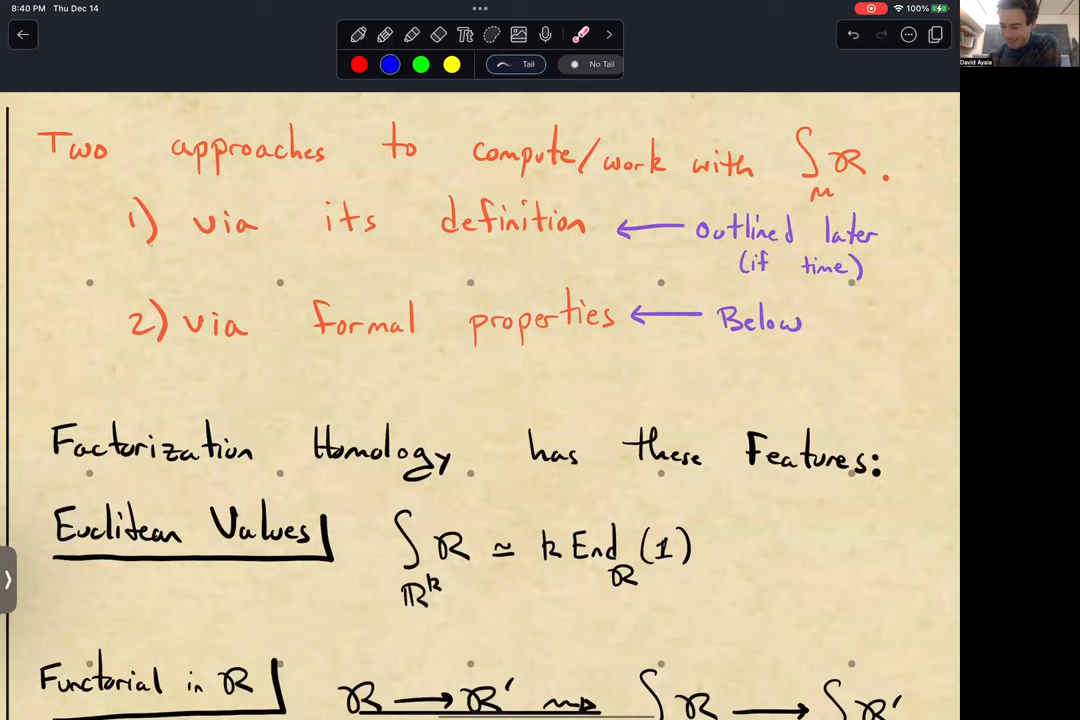 8:40 PM Thu Dec 14
100%
Tt
Tail
No Tail
David Ayala
Two approaches to compute/work with ∫_M R.
1) via its definition ← Outlined later
(if time)
2) via formal properties ← Below
Factorization Homology has these Features:
Euclitean Values ∫_{ℝ^k} R ≃ k End_R (1)
Functorial in R R → R' ⇝ ∫ R → ∫ R'